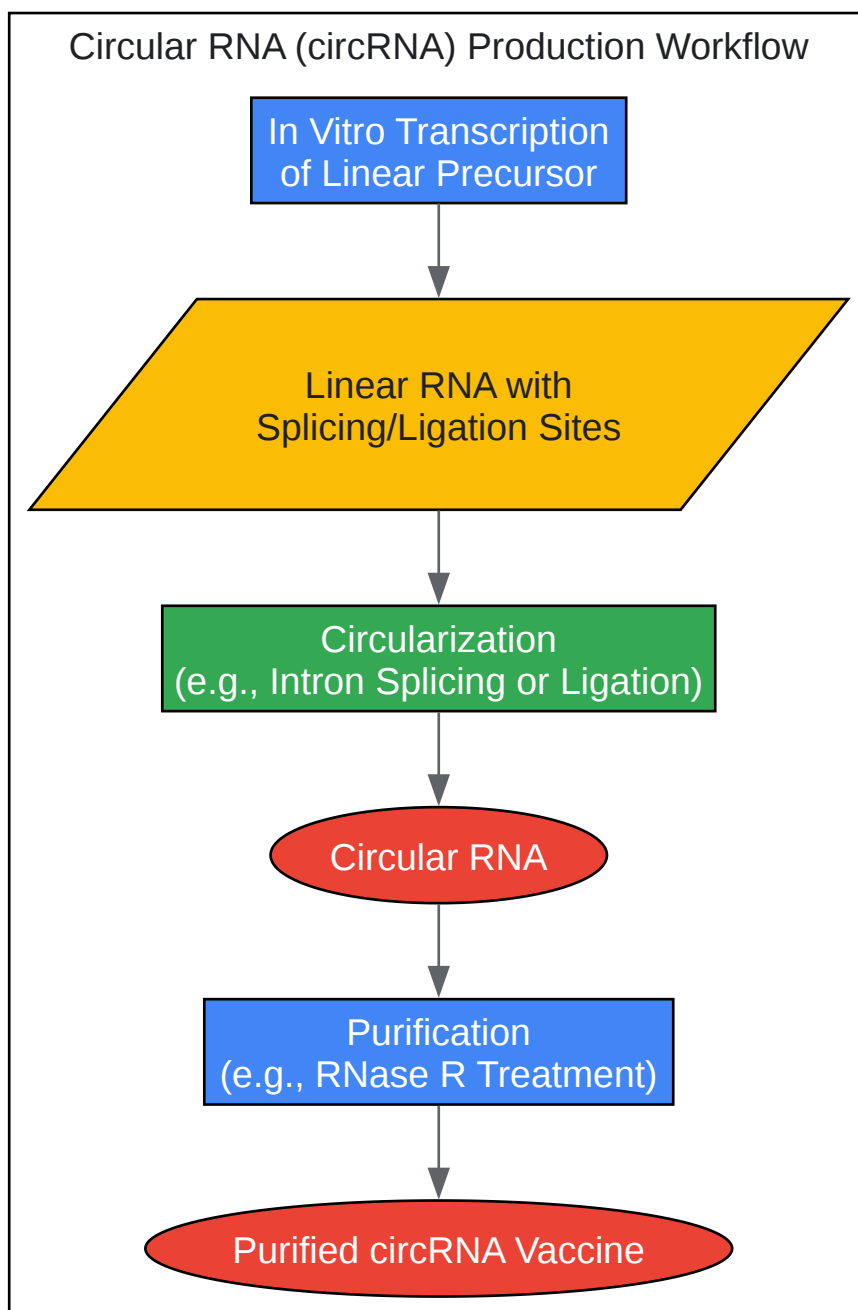 Circular RNA (circRNA) Production Workflow
In Vitro Transcription
of Linear Precursor
Linear RNA with
Splicing/Ligation Sites
Circularization
(e.g., Intron Splicing or Ligation)
Circular RNA
Purification
(e.g., RNase R Treatment)
Purified circRNA Vaccine